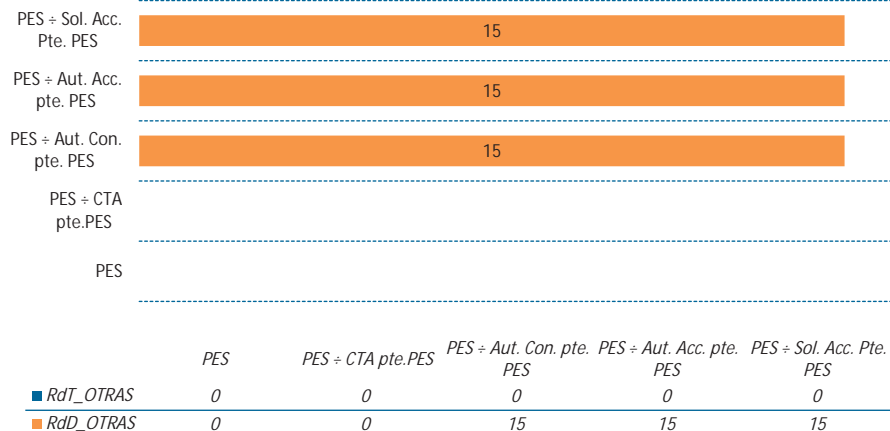 PES ÷ Sol. Acc.
Pte. PES
15
PES ÷ Aut. Acc.
pte. PES
15
PES ÷ Aut. Con.
pte. PES
15
PES ÷ CTA
pte.PES
PES
PES PES ÷ CTA pte.PES PES ÷ Aut. Con. pte. PES PES ÷ Aut. Acc. pte. PES PES ÷ Sol. Acc. Pte. PES
RdT_OTRAS 0 0 0 0 0
RdD_OTRAS 0 0 15 15 15